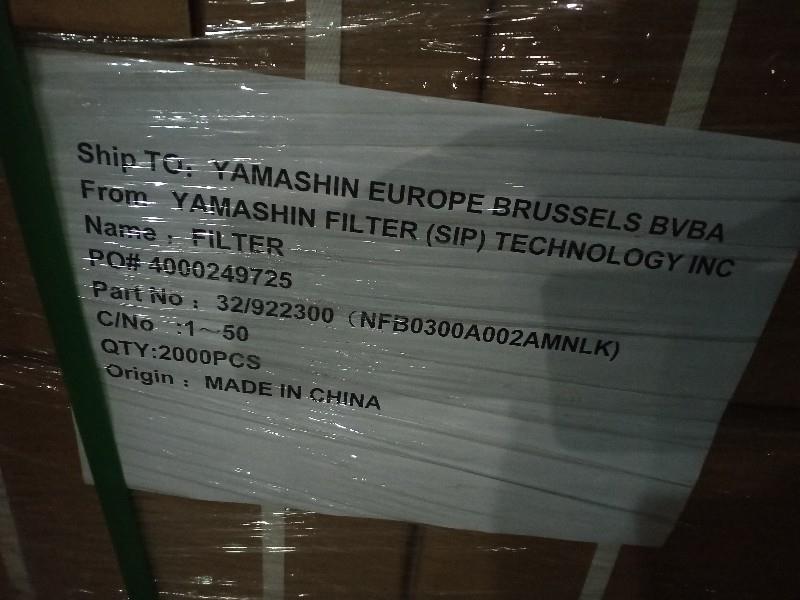 Ship TO: YAMASHIN EUROPE BRUSSELS BVBA
From YAMASHIN FILTER (SIP) TECHNOLOGY INC
Name : FILTER
PO# 4000249725
Part No : 32/922300 (NFB0300A002AMNLK)
C/No :1～50
QTY:2000PCS
Origin : MADE IN CHINA